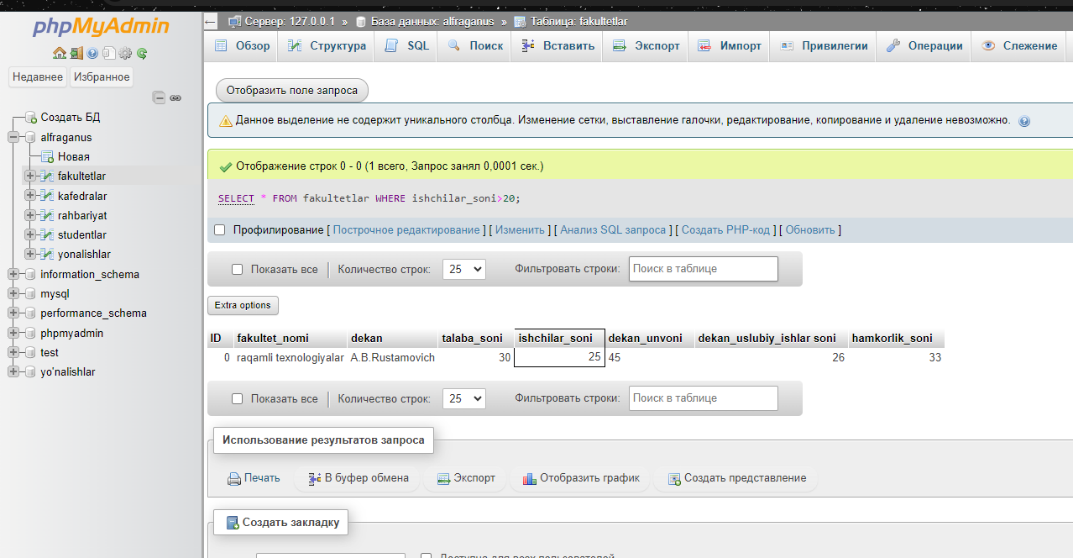 phpMyAdmin
Недавнее Избранное
Создать БД
alfraganus
Новая
fakultetlar
kafedralar
rahbariyat
studentlar
yonalishlar
information_schema
mysql
performance_schema
phpmyadmin
test
yo'nalishlar
Сервер: 127.0.0.1 » База данных: alfraganus » Таблица: fakultetlar
Обзор Структура SQL Поиск Вставить Экспорт Импорт Привилегии Операции Слежение
Отобразить поле запроса
Данное выделение не содержит уникального столбца. Изменение сетки, выставление галочки, редактирование, копирование и удаление невозможно.
Отображение строк 0 - 0 (1 всего, Запрос занял 0,0001 сек.)
SELECT * FROM fakultetlar WHERE ishchilar_soni>20;
Профилирование [ Построчное редактирование ] [ Изменить ] [ Анализ SQL запроса ] [ Создать PHP-код ] [ Обновить ]
Показать все | Количество строк: 25 Фильтровать строки: Поиск в таблице
Extra options
ID fakultet_nomi dekan talaba_soni ishchilar_soni dekan_unvoni dekan_uslubiy_ishlar soni hamkorlik_soni
0 raqamli texnologiyalar A.B.Rustamovich 30 25 45 26 33
Показать все | Количество строк: 25 Фильтровать строки: Поиск в таблице
Использование результатов запроса
Печать В буфер обмена Экспорт Отобразить график Создать представление
Создать закладку
Доступна для всех пользователей